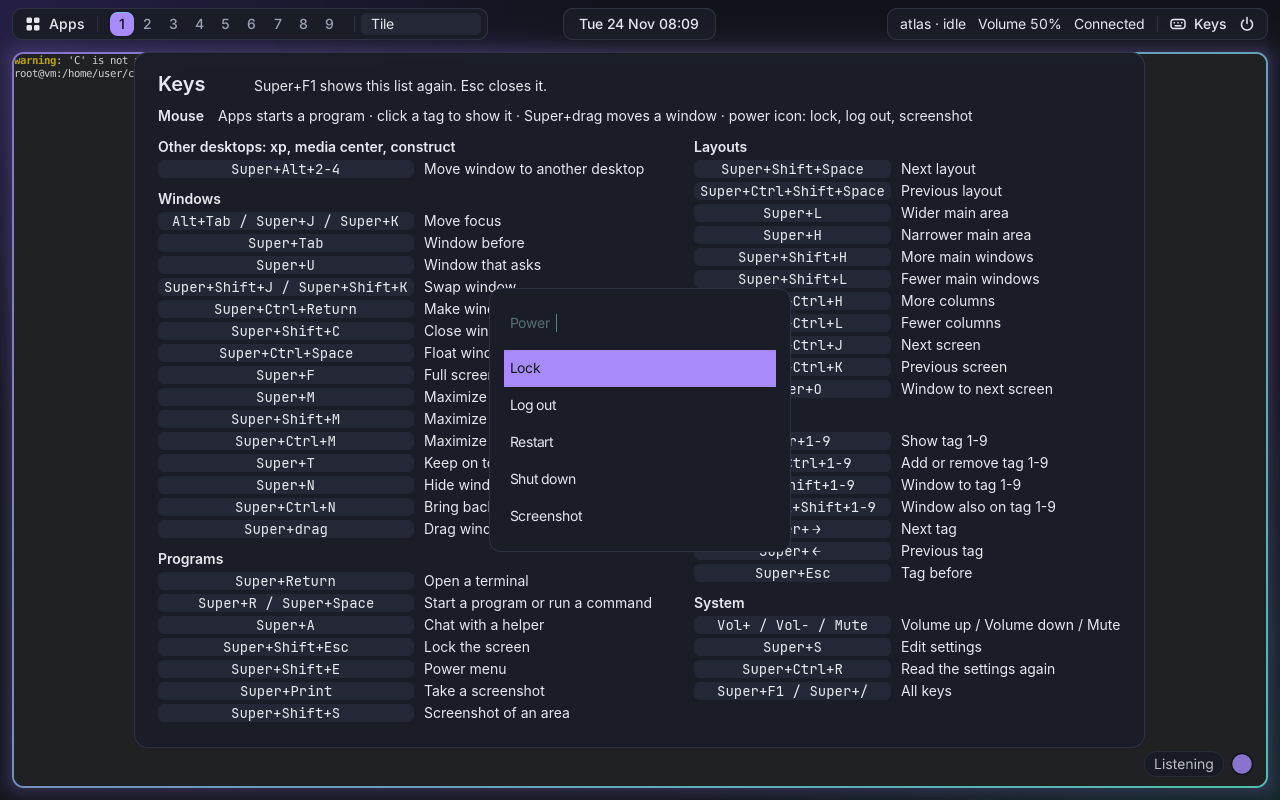 Apps 1 2 3 4 5 6 7 8 9 Tile
Tue 24 Nov 08:09
atlas · idle Volume 50% Connected Keys
warning: 'C' is not
root@vm:/home/user/c
Keys Super+F1 shows this list again. Esc closes it.
Mouse Apps starts a program · click a tag to show it · Super+drag moves a window · power icon: lock, log out, screenshot
Other desktops: xp, media center, construct
Super+Alt+2-4 Move window to another desktop
Windows
Alt+Tab / Super+J / Super+K Move focus
Super+Tab Window before
Super+U Window that asks
Super+Shift+J / Super+Shift+K Swap window
Super+Ctrl+Return Make
Super+Shift+C Close
Super+Ctrl+Space Float
Super+F Full
Super+M Maximize
Super+Shift+M Maximize
Super+Ctrl+M Maximize
Super+T Keep on
Super+N Hide
Super+Ctrl+N Bring
Super+drag Drag
Programs
Super+Return Open a terminal
Super+R / Super+Space Start a program or run a command
Super+A Chat with a helper
Super+Shift+Esc Lock the screen
Super+Shift+E Power menu
Super+Print Take a screenshot
Super+Shift+S Screenshot of an area
Layouts
Super+Shift+Space Next layout
Super+Ctrl+Shift+Space Previous layout
Super+L Wider main area
Super+H Narrower main area
Super+Shift+H More main windows
Super+Shift+L Fewer main windows
Ctrl+H More columns
Ctrl+L Fewer columns
Ctrl+J Next screen
Ctrl+K Previous screen
er+O Window to next screen
r+1-9 Show tag 1-9
Ctrl+1-9 Add or remove tag 1-9
hift+1-9 Window to tag 1-9
+Shift+1-9 Window also on tag 1-9
er+→ Next tag
Super+← Previous tag
Super+Esc Tag before
System
Vol+ / Vol- / Mute Volume up / Volume down / Mute
Super+S Edit settings
Super+Ctrl+R Read the settings again
Super+F1 / Super+/ All keys
Power
Lock
Log out
Restart
Shut down
Screenshot
Listening